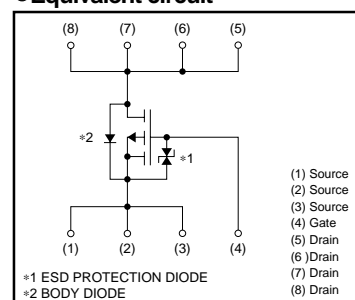 Equivalent circuit
(8) (7) (6) (5)
∗2
∗1
(1) (2) (3) (4)
(1) Source
(2) Source
(3) Source
(4) Gate
(5) Drain
(6 )Drain
(7) Drain
(8) Drain
∗1 ESD PROTECTION DIODE
∗2 BODY DIODE